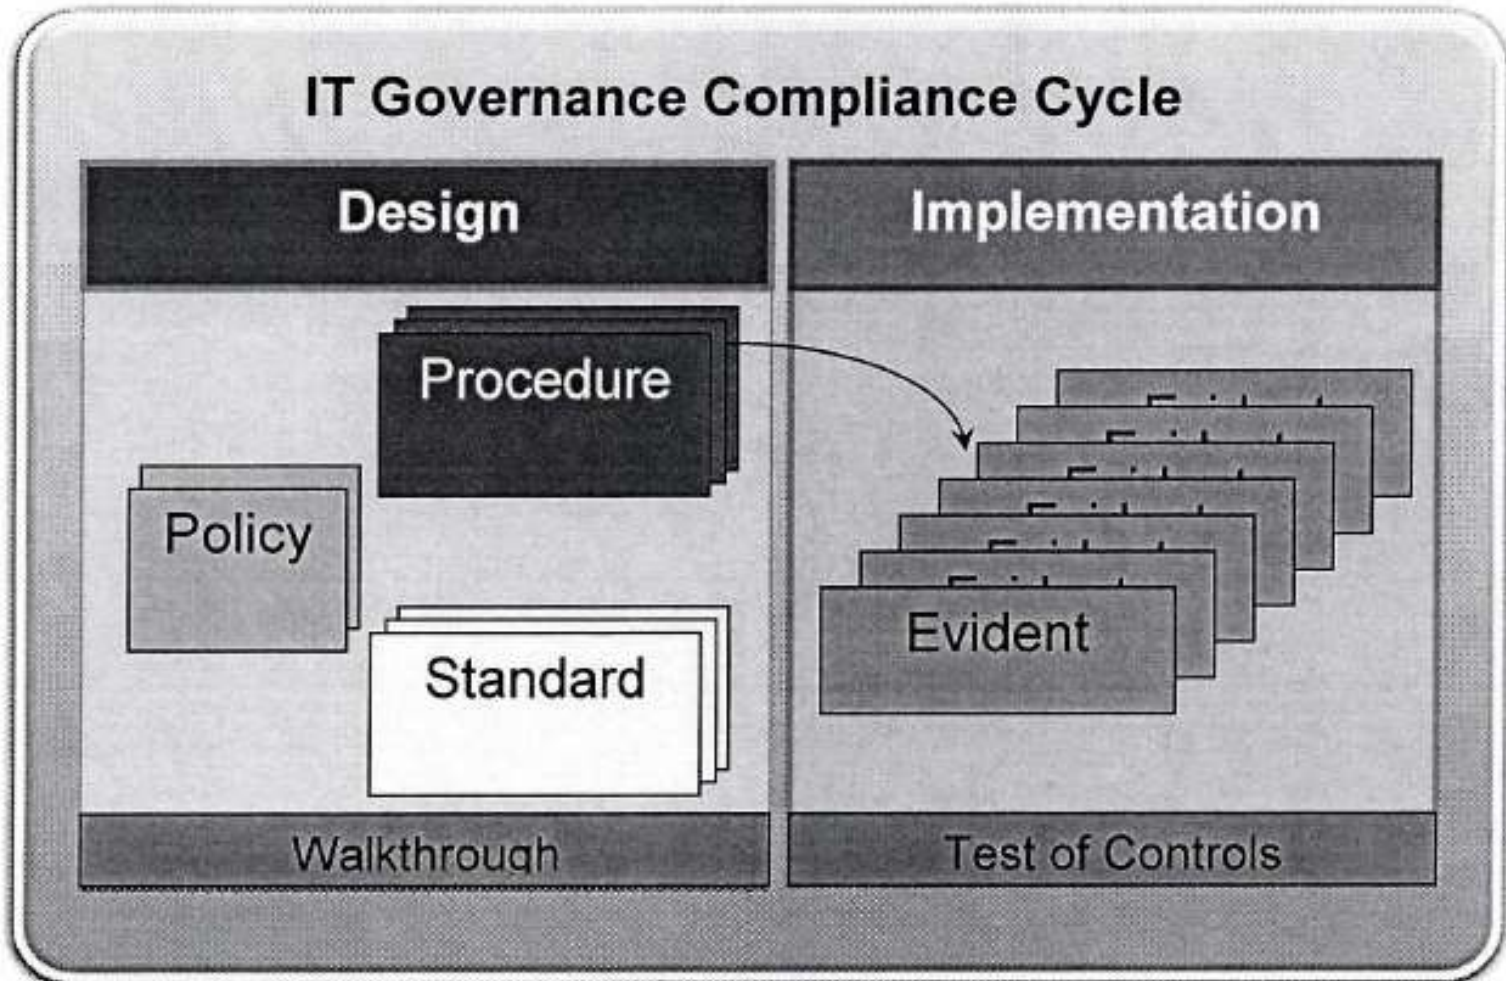 IT Governance Compliance Cycle
Design
Implementation
Procedure
Policy
Standard
Evident
Walkthrough
Test of Controls